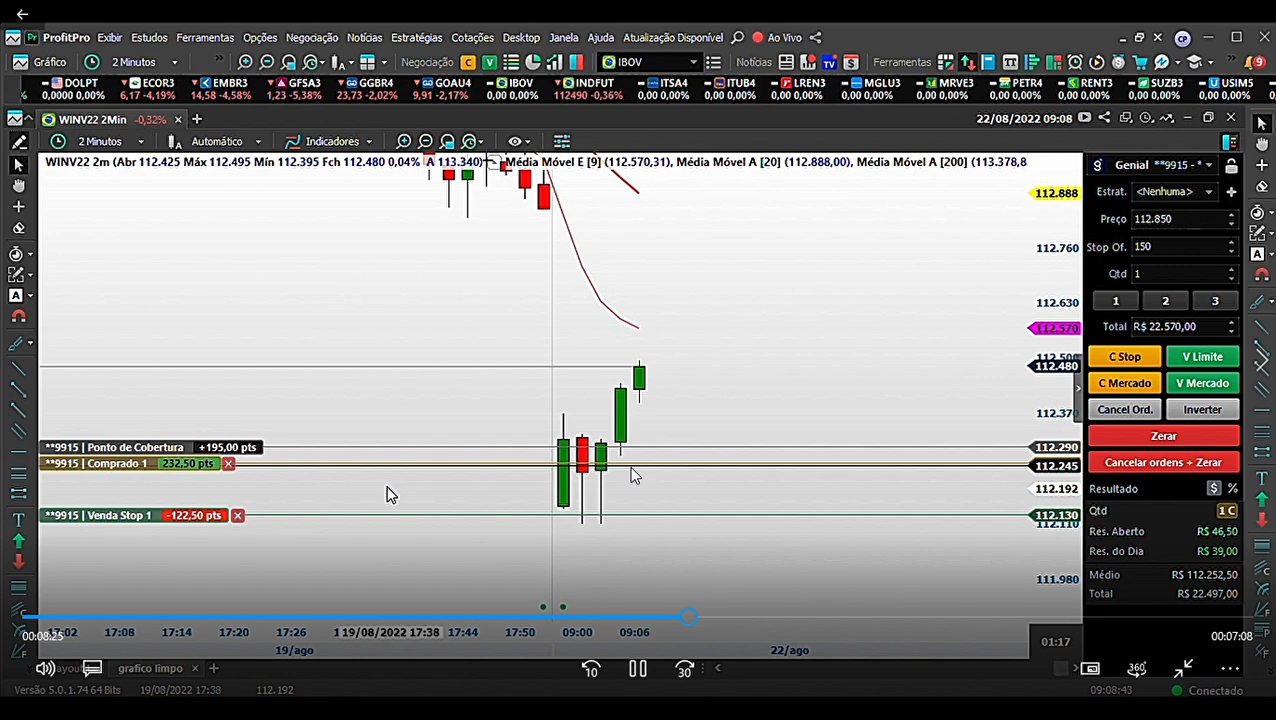 ProfitPro Exibir Estudos Ferramentas Opções Negociação Notícias Estratégias Cotações Desktop Janela Ajuda Atualização Disponível Ao Vivo CP
Gráfico 2 Minutos Negociação C V IBOV Notícias TV $ Ferramentas
DOLPT ECOR3 EMBR3 GFSA3 GGBR4 GOAU4 IBOV INDFUT ITSA4 ITUB4 LREN3 MGLU3 MRVE3 PETR4 RENT3 SUZB3 USIM5
0,0000 0,00% 6,17 -4,19% 14,58 -4,58% 1,23 -5,38% 23,73 -2,02% 9,91 -2,17% 0,00 0,00% 112490 -0,36% 0,00 0,00% 0,00 0,00% 0,00 0,00% 0,00 0,00% 0,00 0,00% 0,00 0,00% 0,00 0,00% 0,00 0,00%
WINV22 2Min -0,32% 22/08/2022 09:08
2 Minutos Automático Indicadores
WINV22 2m (Abr 112.425 Máx 112.495 Mín 112.395 Fch 112.480 0,04% A 113.340) Média Móvel E [9] (112.570,31), Média Móvel A [20] (112.888,00), Média Móvel A [200] (113.378,8
Genial **9915 - *
Estrat. <Nenhuma>
Preço 112.850
Stop Of. 150
Qtd 1
1 2 3
Total R$ 22.570,00
C Stop V Limite
C Mercado V Mercado
Cancel Ord. Inverter
Zerar
Cancelar ordens + Zerar
Resultado $ %
Qtd 1 C
Res. Aberto R$ 46,50
Res. do Dia R$ 39,00
Médio R$ 112.252,50
Total R$ 22.497,00
112.888
112.760
112.630
112.570
112.480
112.370
112.290
112.245
112.192
112.130
112.110
111.980
**9915 | Ponto de Cobertura +195,00 pts
**9915 | Comprado 1 232,50 pts
**9915 | Venda Stop 1 -122,50 pts
17:08 17:14 17:20 17:26 19/08/2022 17:38 17:44 17:50 09:00 09:06
00:08:25 00:07:08
19/ago 22/ago 01:17
grafico limpo
10 30 360
Versão 5.0.1.74 64 Bits 19/08/2022 17:38 112.192 09:08:43 Conectado